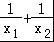 1/x₁ + 1/x₂